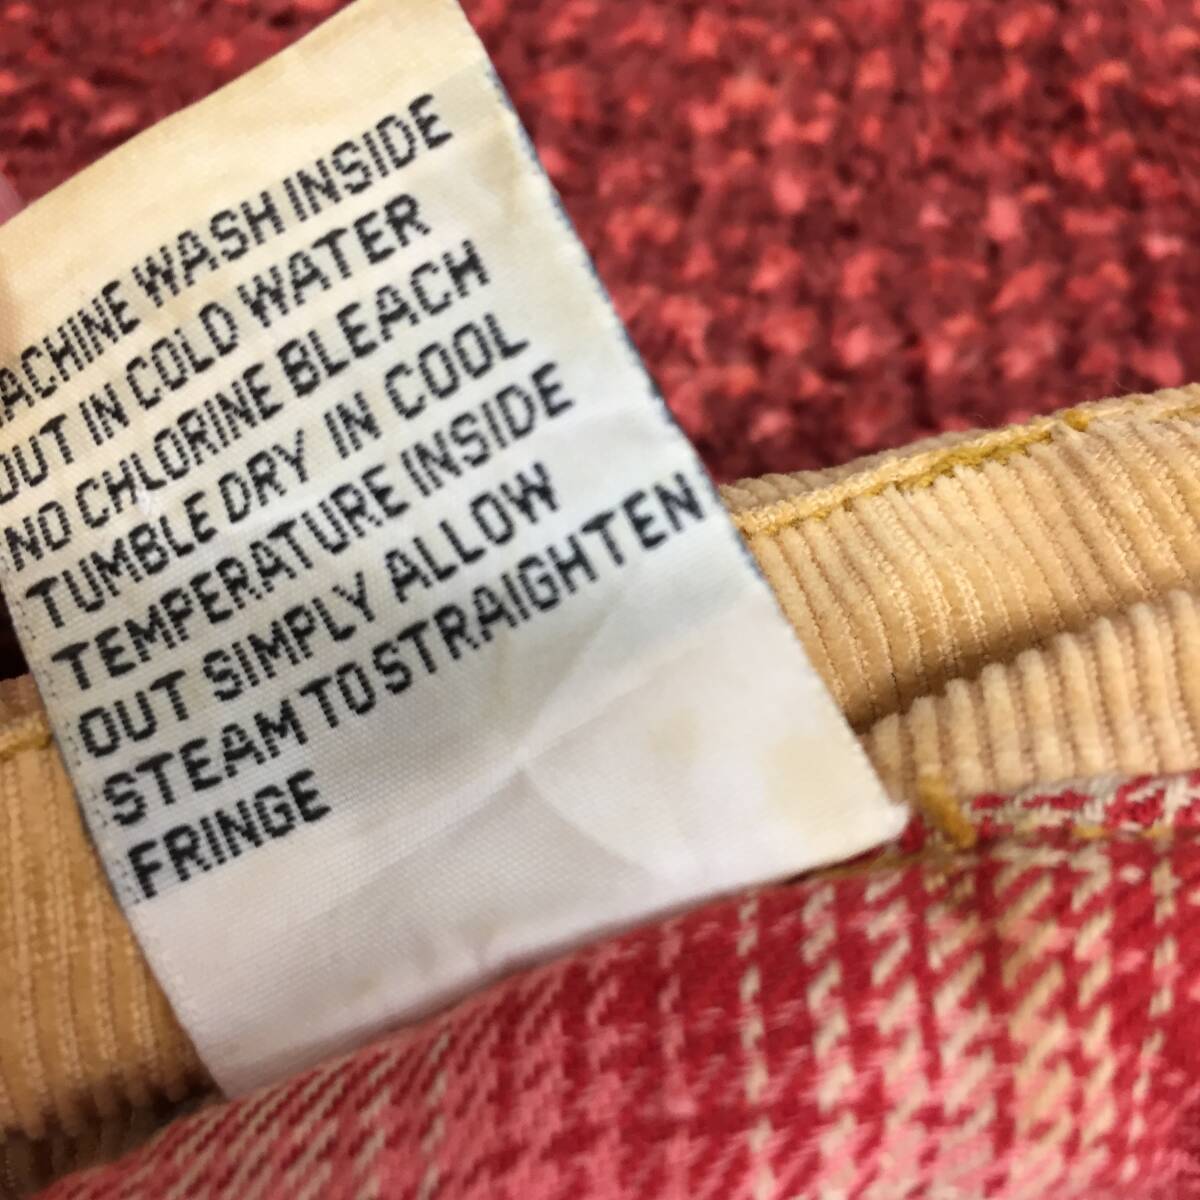 MACHINE WASH INSIDE
OUT IN COLD WATER
NO CHLORINE BLEACH
TUMBLE DRY IN COOL
TEMPERATURE INSIDE
OUT SIMPLY ALLOW
STEAM TO STRAIGHTEN
FRINGE